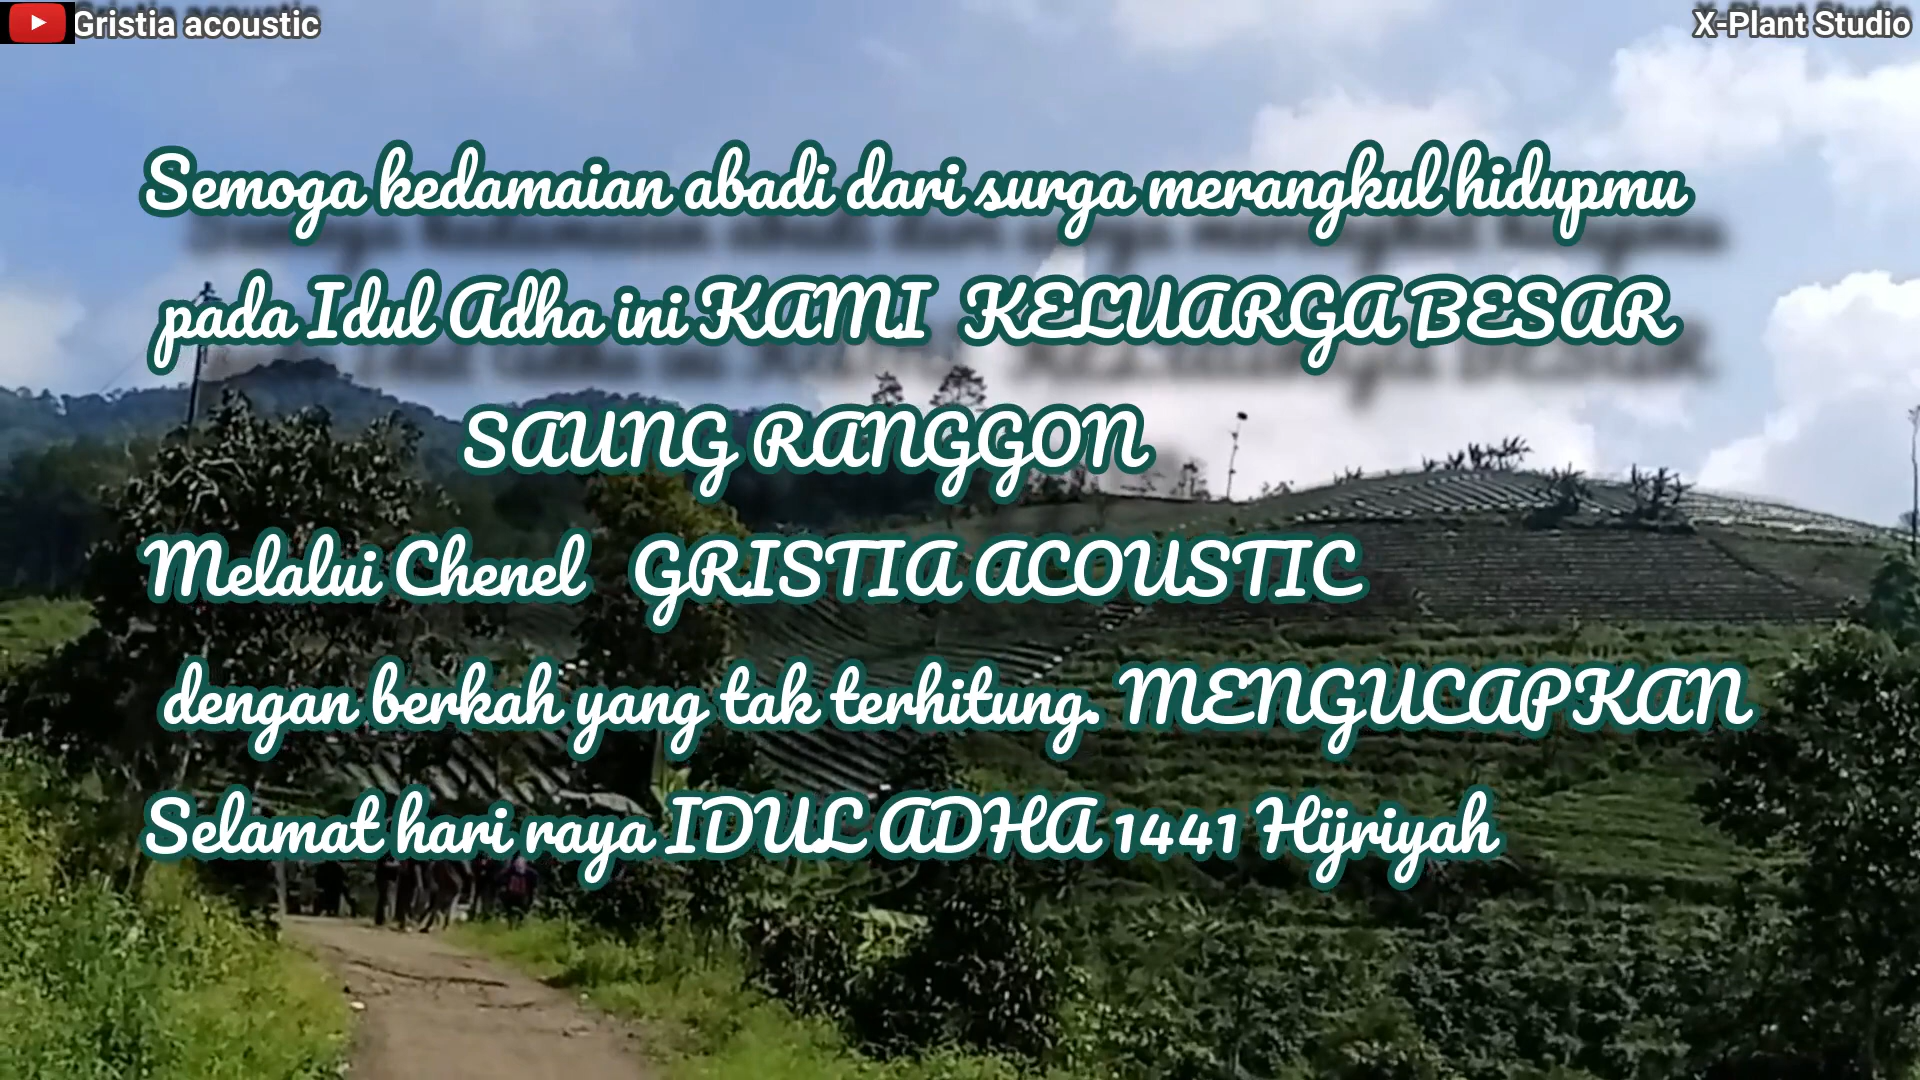 Gristia acoustic
X-Plant Studio
Semoga kedamaian abadi dari surga merangkul hidupmu
pada Idul Adha ini KAMI KELUARGA BESAR
SAUNG RANGGON
Melalui Chenel GRISTIA ACOUSTIC
dengan berkah yang tak terhitung. MENGUCAPKAN
Selamat hari raya IDUL ADHA 1441 Hijriyah